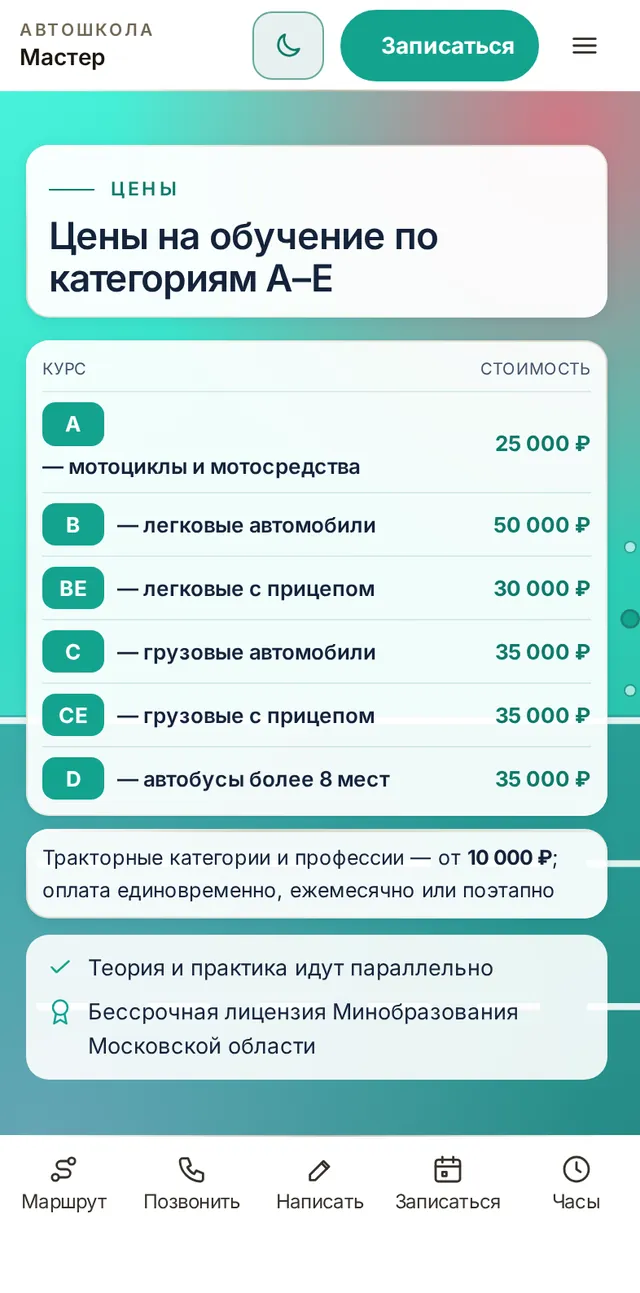 АВТОШКОЛА
Мастер
Записаться
ЦЕНЫ
Цены на обучение по
категориям A–E
КУРС СТОИМОСТЬ
A
— мотоциклы и мотосредства 25 000 ₽
B — легковые автомобили 50 000 ₽
BE — легковые с прицепом 30 000 ₽
C — грузовые автомобили 35 000 ₽
CE — грузовые с прицепом 35 000 ₽
D — автобусы более 8 мест 35 000 ₽
Тракторные категории и профессии — от 10 000 ₽;
оплата единовременно, ежемесячно или поэтапно
Теория и практика идут параллельно
Бессрочная лицензия Минобразования
Московской области
Маршрут Позвонить Написать Записаться Часы